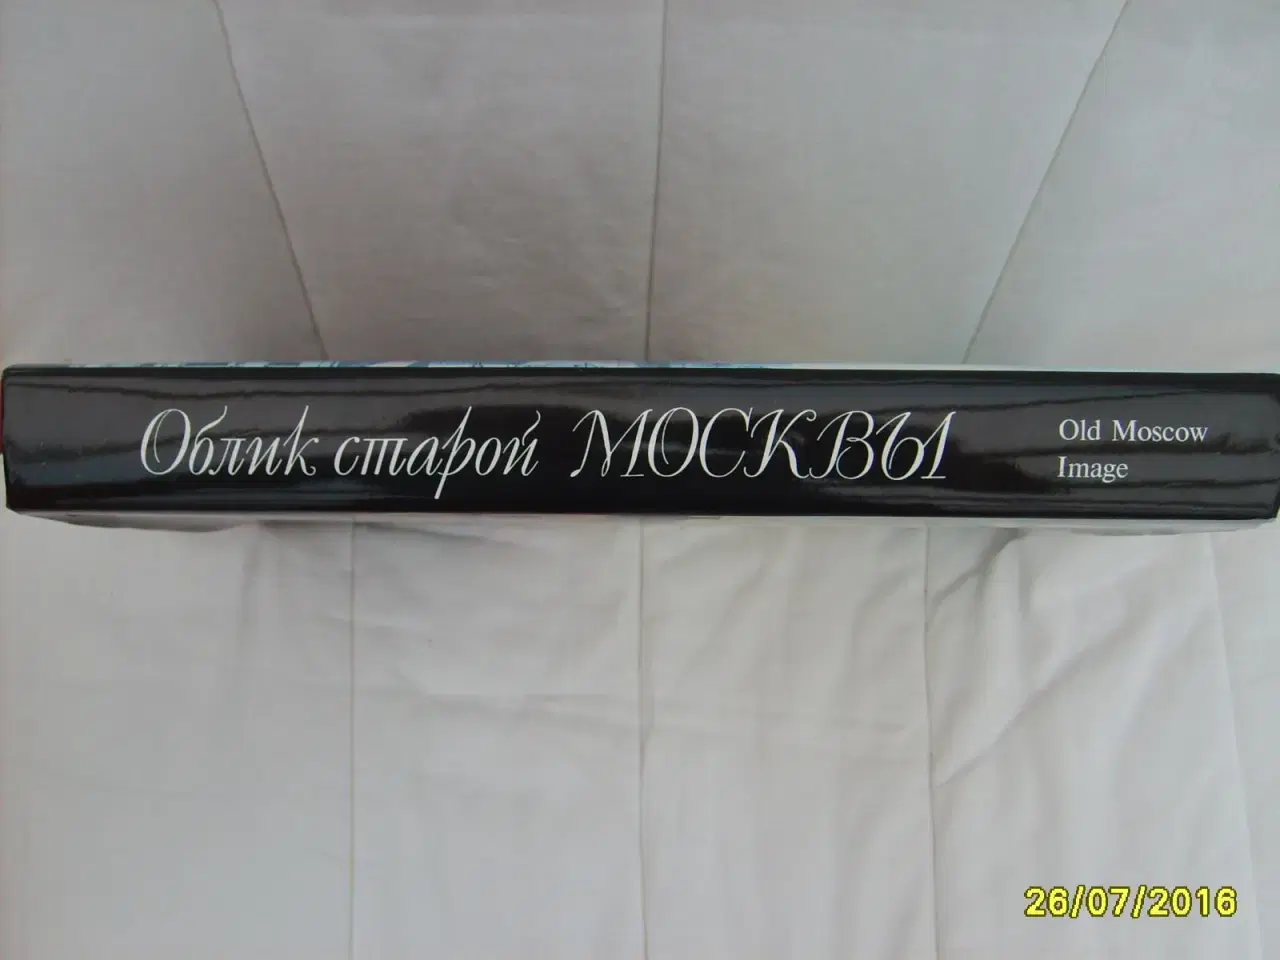 Облик старой МОСКВЫ
Old Moscow
Image
26/07/2016